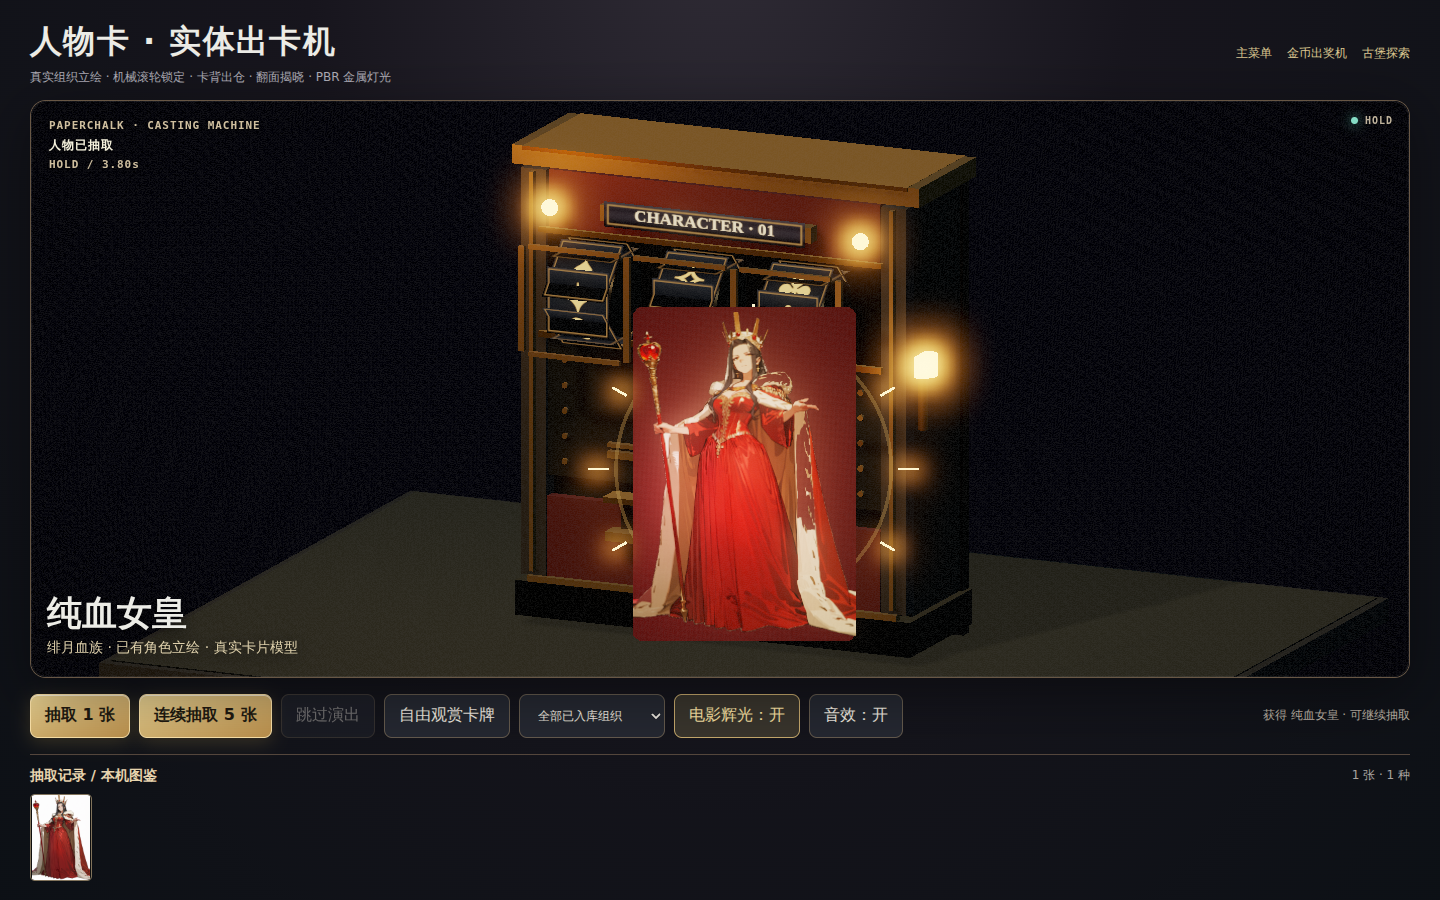 人物卡 · 实体出卡机
真实组织立绘 · 机械滚轮锁定 · 卡背出仓 · 翻面揭晓 · PBR 金属灯光
主菜单 金币出奖机 古堡探索
PAPERCHALK · CASTING MACHINE
人物已抽取
HOLD / 3.80s
HOLD
CHARACTER · 01
纯血女皇
绯月血族 · 已有角色立绘 · 真实卡片模型
抽取 1 张 连续抽取 5 张 跳过演出 自由观赏卡牌 全部已入库组织 电影辉光：开 音效：开
获得 纯血女皇 · 可继续抽取
抽取记录 / 本机图鉴
1 张 · 1 种